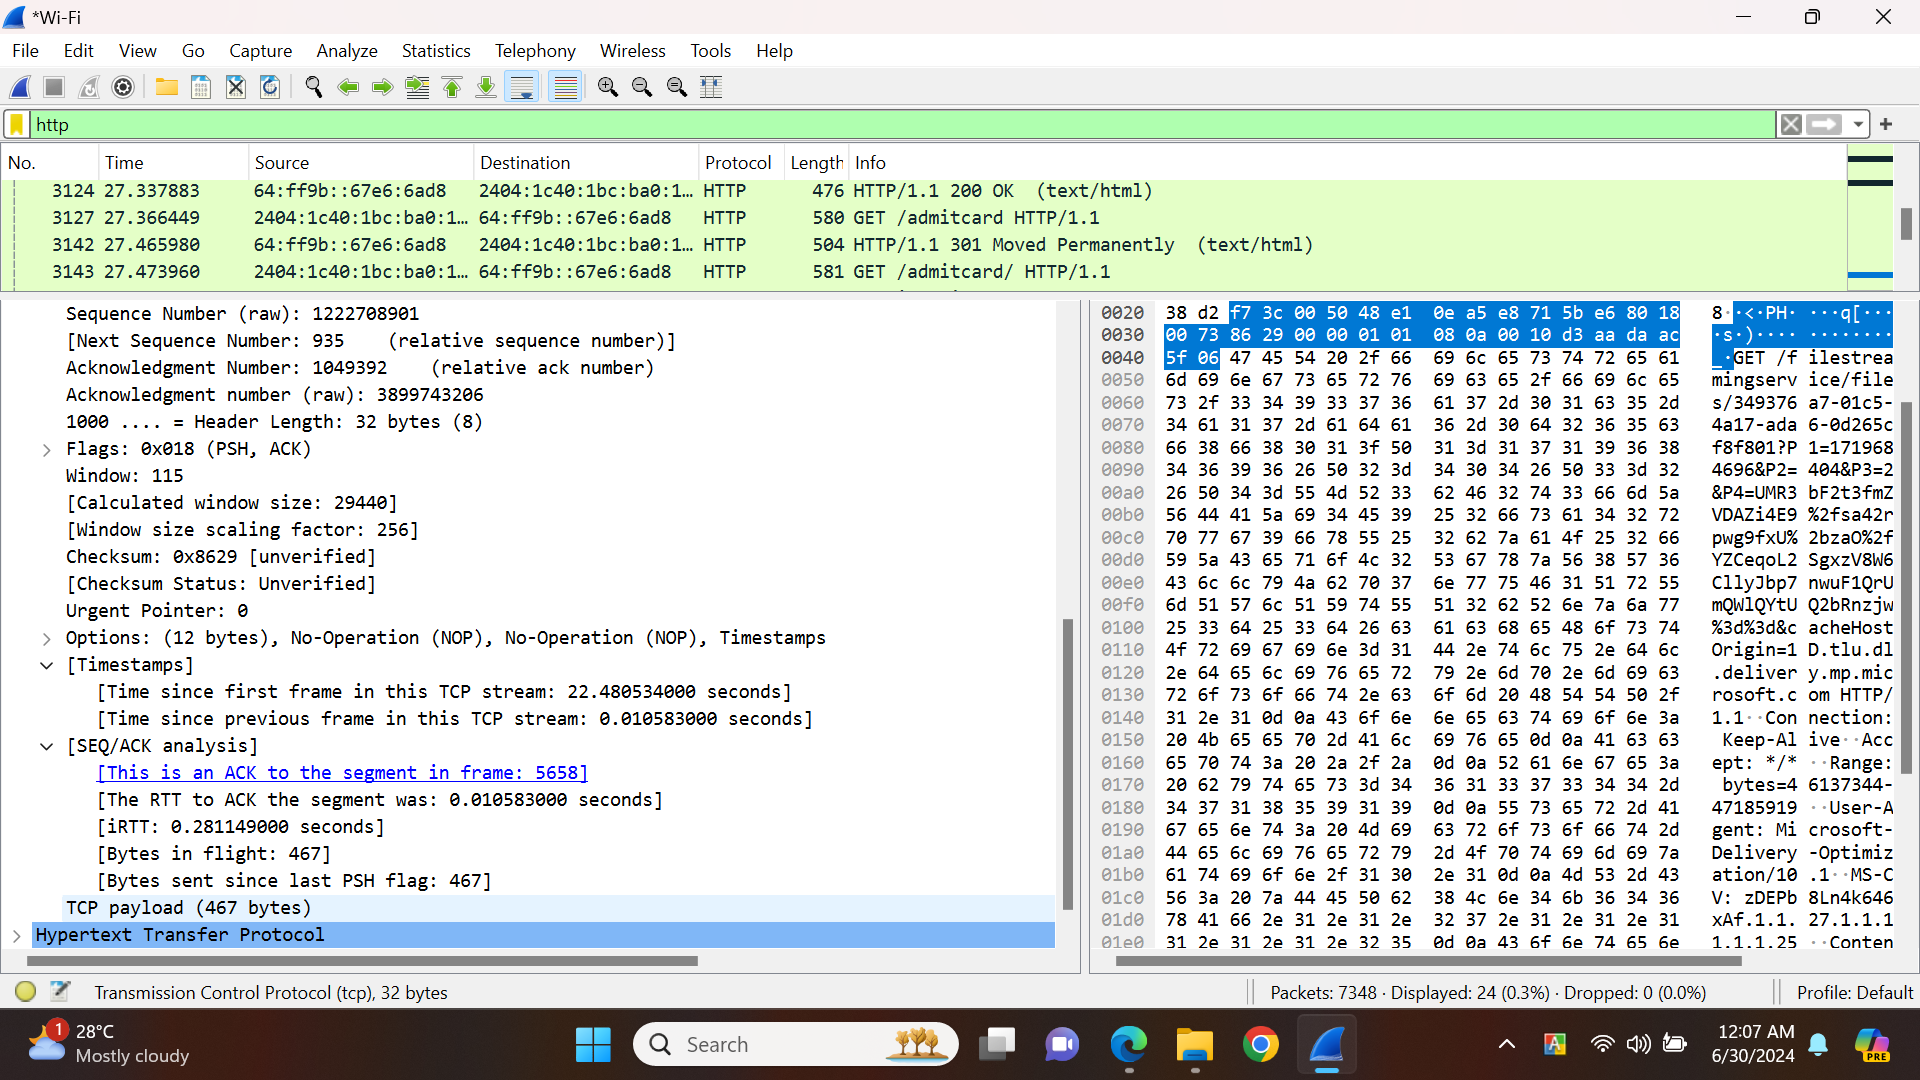 *Wi-Fi
File Edit View Go Capture Analyze Statistics Telephony Wireless Tools Help
http
No. Time Source Destination Protocol Length Info
3124 27.337883 64:ff9b::67e6:6ad8 2404:1c40:1bc:ba0:1… HTTP 476 HTTP/1.1 200 OK (text/html)
3127 27.366449 2404:1c40:1bc:ba0:1… 64:ff9b::67e6:6ad8 HTTP 580 GET /admitcard HTTP/1.1
3142 27.465980 64:ff9b::67e6:6ad8 2404:1c40:1bc:ba0:1… HTTP 504 HTTP/1.1 301 Moved Permanently (text/html)
3143 27.473960 2404:1c40:1bc:ba0:1… 64:ff9b::67e6:6ad8 HTTP 581 GET /admitcard/ HTTP/1.1
Sequence Number (raw): 1222708901
[Next Sequence Number: 935 (relative sequence number)]
Acknowledgment Number: 1049392 (relative ack number)
Acknowledgment number (raw): 3899743206
1000 .... = Header Length: 32 bytes (8)
Flags: 0x018 (PSH, ACK)
Window: 115
[Calculated window size: 29440]
[Window size scaling factor: 256]
Checksum: 0x8629 [unverified]
[Checksum Status: Unverified]
Urgent Pointer: 0
Options: (12 bytes), No-Operation (NOP), No-Operation (NOP), Timestamps
[Timestamps]
[Time since first frame in this TCP stream: 22.480534000 seconds]
[Time since previous frame in this TCP stream: 0.010583000 seconds]
[SEQ/ACK analysis]
[This is an ACK to the segment in frame: 5658]
[The RTT to ACK the segment was: 0.010583000 seconds]
[iRTT: 0.281149000 seconds]
[Bytes in flight: 467]
[Bytes sent since last PSH flag: 467]
TCP payload (467 bytes)
Hypertext Transfer Protocol
0020 38 d2 f7 3c 00 50 48 e1 0e a5 e8 71 5b e6 80 18 8··<·PH· ···q[···
0030 00 73 86 29 00 00 01 01 08 0a 00 10 d3 aa da ac ·s·)···· ········
0040 5f 06 47 45 54 20 2f 66 69 6c 65 73 74 72 65 61 _·GET /f ilestrea
0050 6d 69 6e 67 73 65 72 76 69 63 65 2f 66 69 6c 65 mingserv ice/file
0060 73 2f 33 34 39 33 37 36 61 37 2d 30 31 63 35 2d s/349376 a7-01c5-
0070 34 61 31 37 2d 61 64 61 36 2d 30 64 32 36 35 63 4a17-ada 6-0d265c
0080 66 38 66 38 30 31 3f 50 31 3d 31 37 31 39 36 38 f8f801?P 1=171968
0090 34 36 39 36 26 50 32 3d 34 30 34 26 50 33 3d 32 4696&P2= 404&P3=2
00a0 26 50 34 3d 55 4d 52 33 62 46 32 74 33 66 6d 5a &P4=UMR3 bF2t3fmZ
00b0 56 44 41 5a 69 34 45 39 25 32 66 73 61 34 32 72 VDAZi4E9 %2fsa42r
00c0 70 77 67 39 66 78 55 25 32 62 7a 61 4f 25 32 66 pwg9fxU% 2bzaO%2f
00d0 59 5a 43 65 71 6f 4c 32 53 67 78 7a 56 38 57 36 YZCeqoL2 SgxzV8W6
00e0 43 6c 6c 79 4a 62 70 37 6e 77 75 46 31 51 72 55 CllyJbp7 nwuF1QrU
00f0 6d 51 57 6c 51 59 74 55 51 32 62 52 6e 7a 6a 77 mQWlQYtU Q2bRnzjw
0100 25 33 64 25 33 64 26 63 61 63 68 65 48 6f 73 74 %3d%3d&c acheHost
0110 4f 72 69 67 69 6e 3d 31 44 2e 74 6c 75 2e 64 6c Origin=1 D.tlu.dl
0120 2e 64 65 6c 69 76 65 72 79 2e 6d 70 2e 6d 69 63 .deliver y.mp.mic
0130 72 6f 73 6f 66 74 2e 63 6f 6d 20 48 54 54 50 2f rosoft.c om HTTP/
0140 31 2e 31 0d 0a 43 6f 6e 6e 65 63 74 69 6f 6e 3a 1.1··Con nection:
0150 20 4b 65 65 70 2d 41 6c 69 76 65 0d 0a 41 63 63 Keep-Al ive··Acc
0160 65 70 74 3a 20 2a 2f 2a 0d 0a 52 61 6e 67 65 3a ept: */* ··Range:
0170 20 62 79 74 65 73 3d 34 36 31 33 37 33 34 34 2d bytes=4 6137344-
0180 34 37 31 38 35 39 31 39 0d 0a 55 73 65 72 2d 41 47185919 ··User-A
0190 67 65 6e 74 3a 20 4d 69 63 72 6f 73 6f 66 74 2d gent: Mi crosoft-
01a0 44 65 6c 69 76 65 72 79 2d 4f 70 74 69 6d 69 7a Delivery -Optimiz
01b0 61 74 69 6f 6e 2f 31 30 2e 31 0d 0a 4d 53 2d 43 ation/10 .1··MS-C
01c0 56 3a 20 7a 44 45 50 62 38 4c 6e 34 6b 36 34 36 V: zDEPb 8Ln4k646
01d0 78 41 66 2e 31 2e 31 2e 32 37 2e 31 2e 31 2e 31 xAf.1.1. 27.1.1.1
01e0 31 2e 31 2e 31 2e 32 35 0d 0a 43 6f 6e 74 65 6e 1.1.1.25 ··Conten
Transmission Control Protocol (tcp), 32 bytes
Packets: 7348 · Displayed: 24 (0.3%) · Dropped: 0 (0.0%)
Profile: Default
1
28°C
Mostly cloudy
Search
A
12:07 AM
6/30/2024
PRE